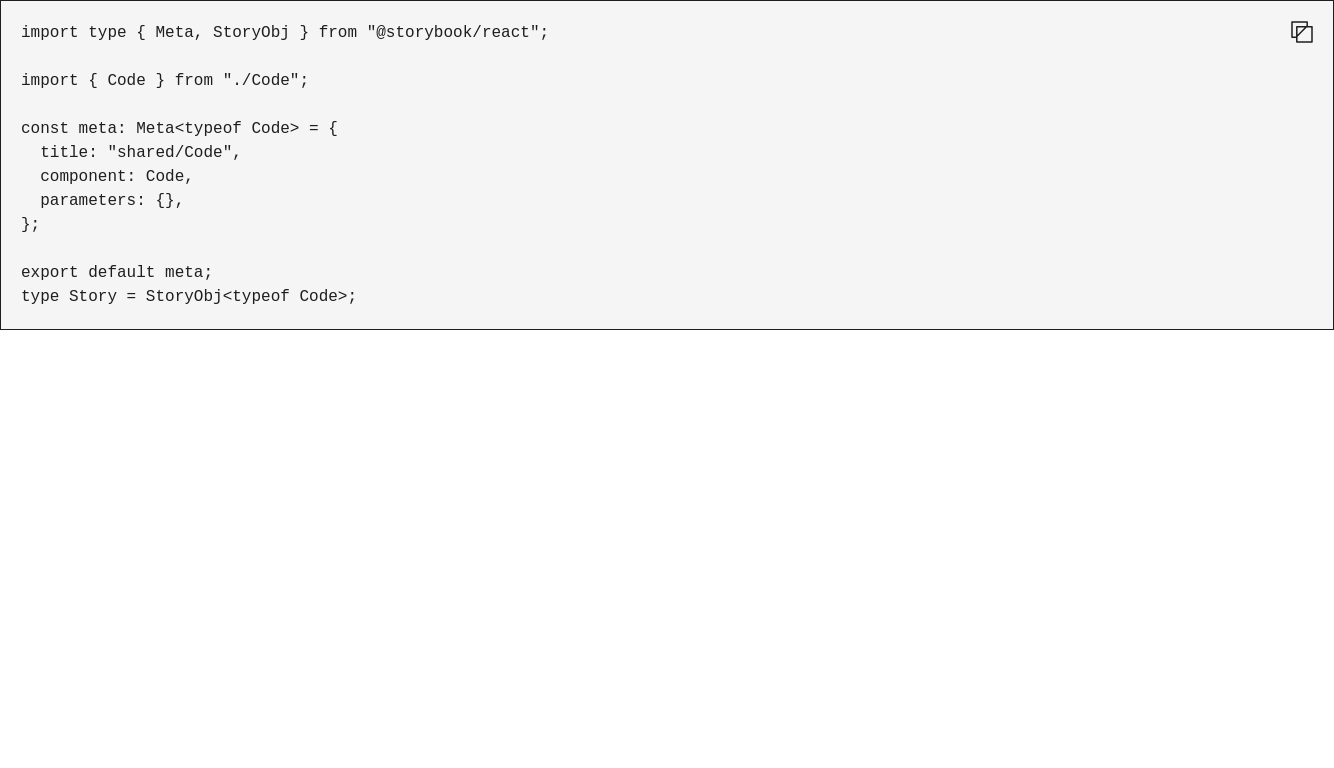 import type { Meta, StoryObj } from "@storybook/react";

import { Code } from "./Code";

const meta: Meta<typeof Code> = {
  title: "shared/Code",
  component: Code,
  parameters: {},
};

export default meta;
type Story = StoryObj<typeof Code>;